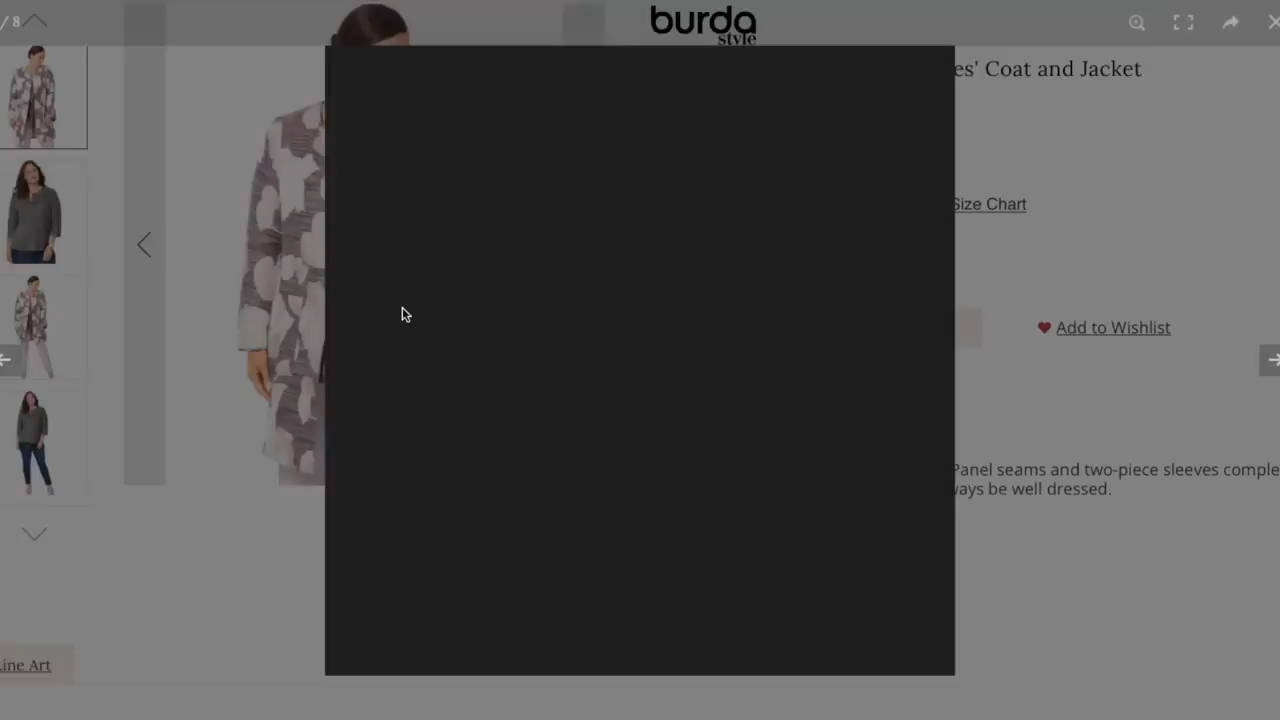 / 8
burda
style
es' Coat and Jacket
Size Chart
Add to Wishlist
Panel seams and two-piece sleeves comple
ways be well dressed.
Line Art